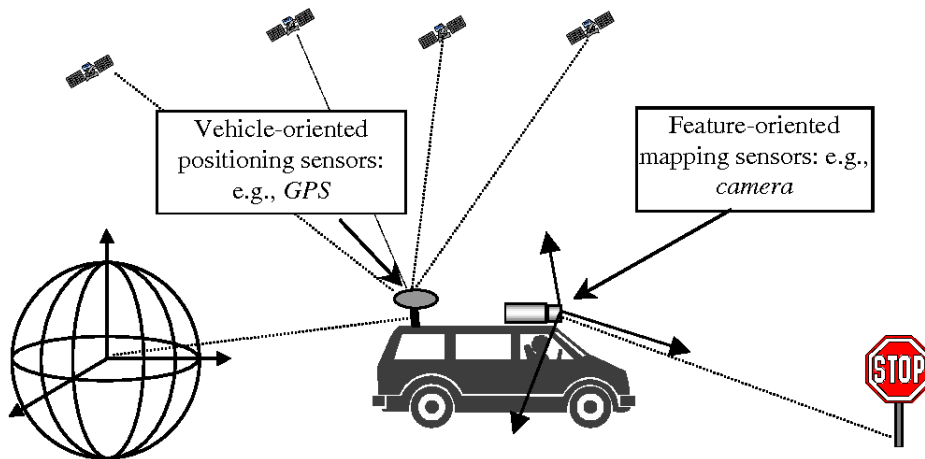 Vehicle-oriented
positioning sensors:
e.g., GPS
Feature-oriented
mapping sensors: e.g.,
camera
STOP